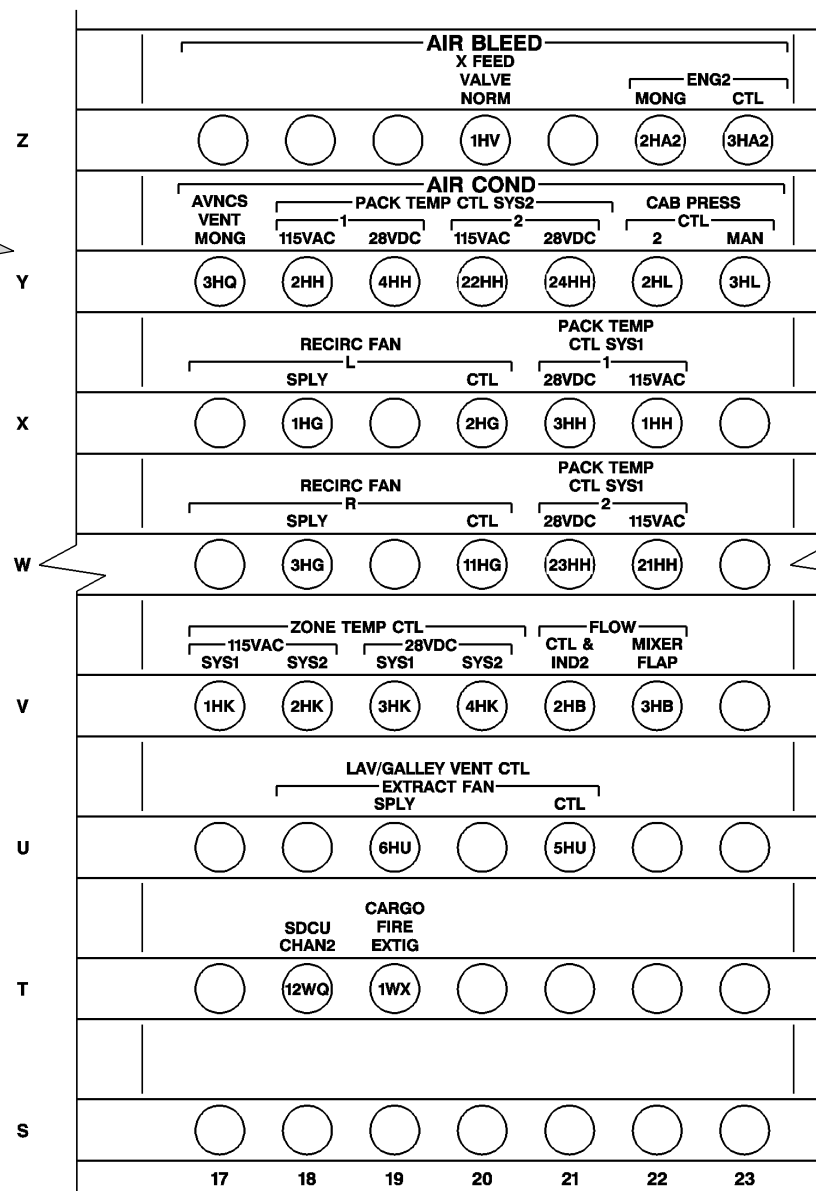 AIR BLEED
X FEED
VALVE
NORM
ENG2
MONG CTL
Z 1HV 2HA2 3HA2
AIR COND
AVNCS
VENT
MONG
PACK TEMP CTL SYS2
1 2
115VAC 28VDC 115VAC 28VDC
CAB PRESS
CTL
2 MAN
Y 3HQ 2HH 4HH 22HH 24HH 2HL 3HL
RECIRC FAN
L
SPLY CTL
PACK TEMP
CTL SYS1
1
28VDC 115VAC
X 1HG 2HG 3HH 1HH
RECIRC FAN
R
SPLY CTL
PACK TEMP
CTL SYS1
2
28VDC 115VAC
W 3HG 11HG 23HH 21HH
ZONE TEMP CTL
115VAC 28VDC
SYS1 SYS2 SYS1 SYS2
FLOW
CTL &
IND2
MIXER
FLAP
V 1HK 2HK 3HK 4HK 2HB 3HB
LAV/GALLEY VENT CTL
EXTRACT FAN
SPLY CTL
U 6HU 5HU
SDCU
CHAN2
CARGO
FIRE
EXTIG
T 12WQ 1WX
S
17 18 19 20 21 22 23